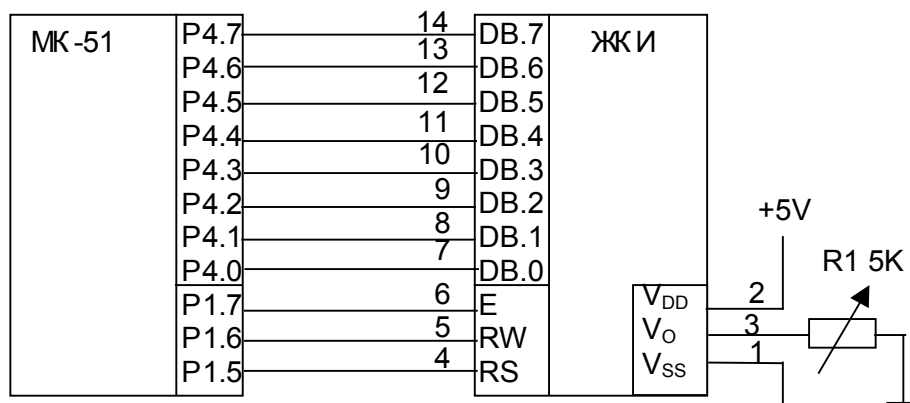 МК-51 P4.7 14 DB.7 ЖКИ
P4.6 13 DB.6
P4.5 12 DB.5
P4.4 11 DB.4
P4.3 10 DB.3
P4.2 9 DB.2
P4.1 8 DB.1
P4.0 7 DB.0
P1.7 6 E
P1.6 5 RW
P1.5 4 RS
+5V
R1 5K
VDD 2
VO 3
VSS 1